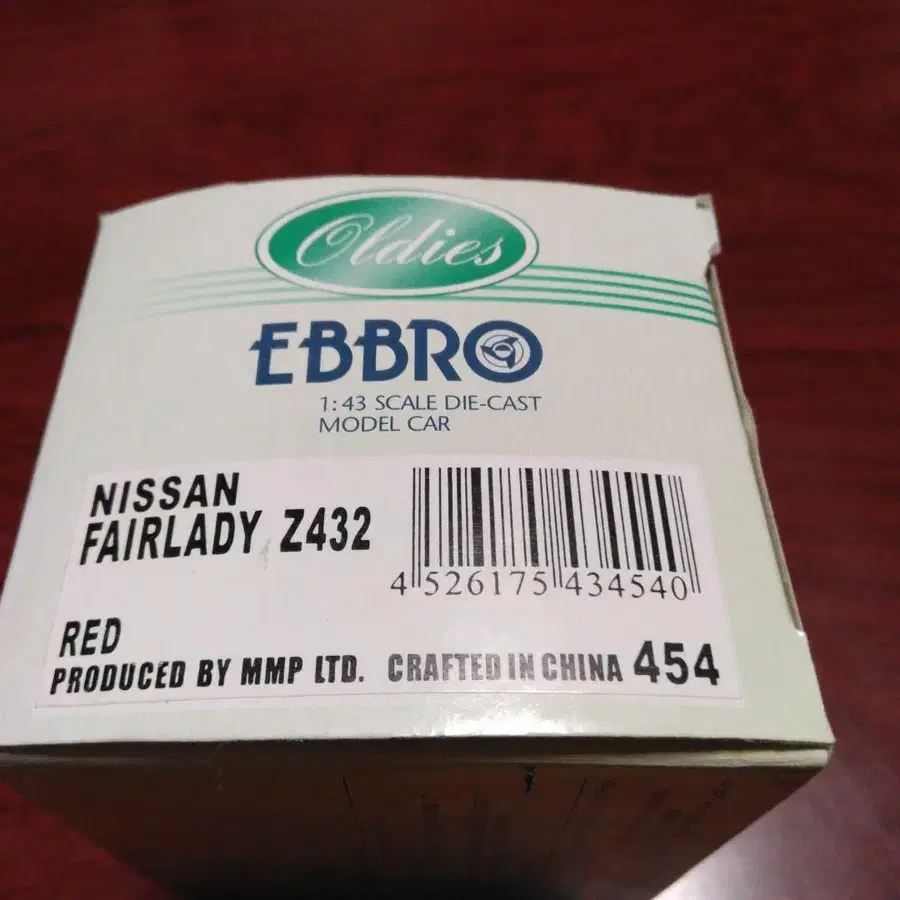 Oldies
EBBRO
1:43 SCALE DIE-CAST
MODEL CAR
NISSAN
FAIRLADY Z432
4 526175 434540
RED
PRODUCED BY MMP LTD. CRAFTED IN CHINA 454